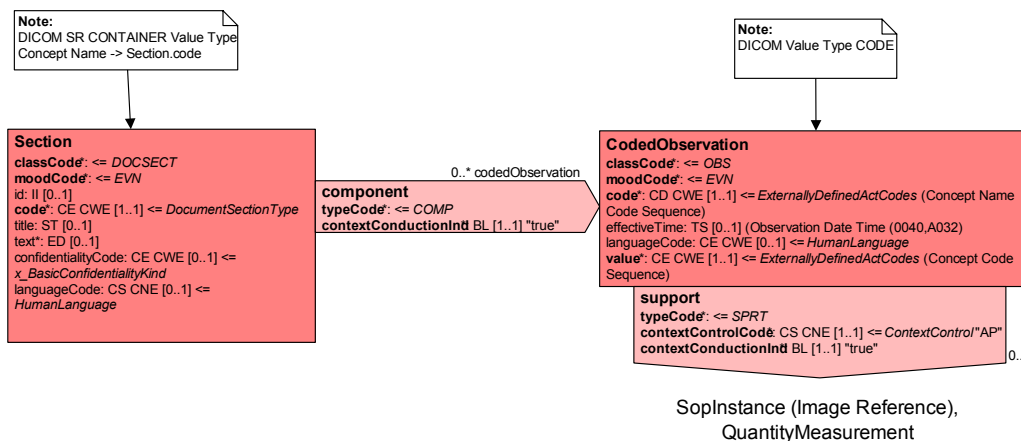 Note:
DICOM SR CONTAINER Value Type
Concept Name -> Section.code
Note:
DICOM Value Type CODE
Section
classCode*: <= DOCSECT
moodCode*: <= EVN
id: II [0..1]
code*: CE CWE [1..1] <= DocumentSectionType
title: ST [0..1]
text*: ED [0..1]
confidentialityCode: CE CWE [0..1] <=
x_BasicConfidentialityKind
languageCode: CS CNE [0..1] <=
HumanLanguage
0..* codedObservation
component
typeCode*: <= COMP
contextConductionInd*: BL [1..1] "true"
CodedObservation
classCode*: <= OBS
moodCode*: <= EVN
code*: CD CWE [1..1] <= ExternallyDefinedActCodes (Concept Name
Code Sequence)
effectiveTime: TS [0..1] (Observation Date Time (0040,A032)
languageCode: CE CWE [0..1] <= HumanLanguage
value*: CE CWE [1..1] <= ExternallyDefinedActCodes (Concept Code
Sequence)
support
typeCode*: <= SPRT
contextControlCode*: CS CNE [1..1] <= ContextControl "AP"
contextConductionInd*: BL [1..1] "true"
0..
SopInstance (Image Reference),
QuantityMeasurement